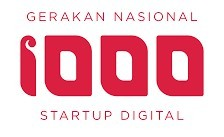 GERAKAN NASIONAL
1000
STARTUP DIGITAL